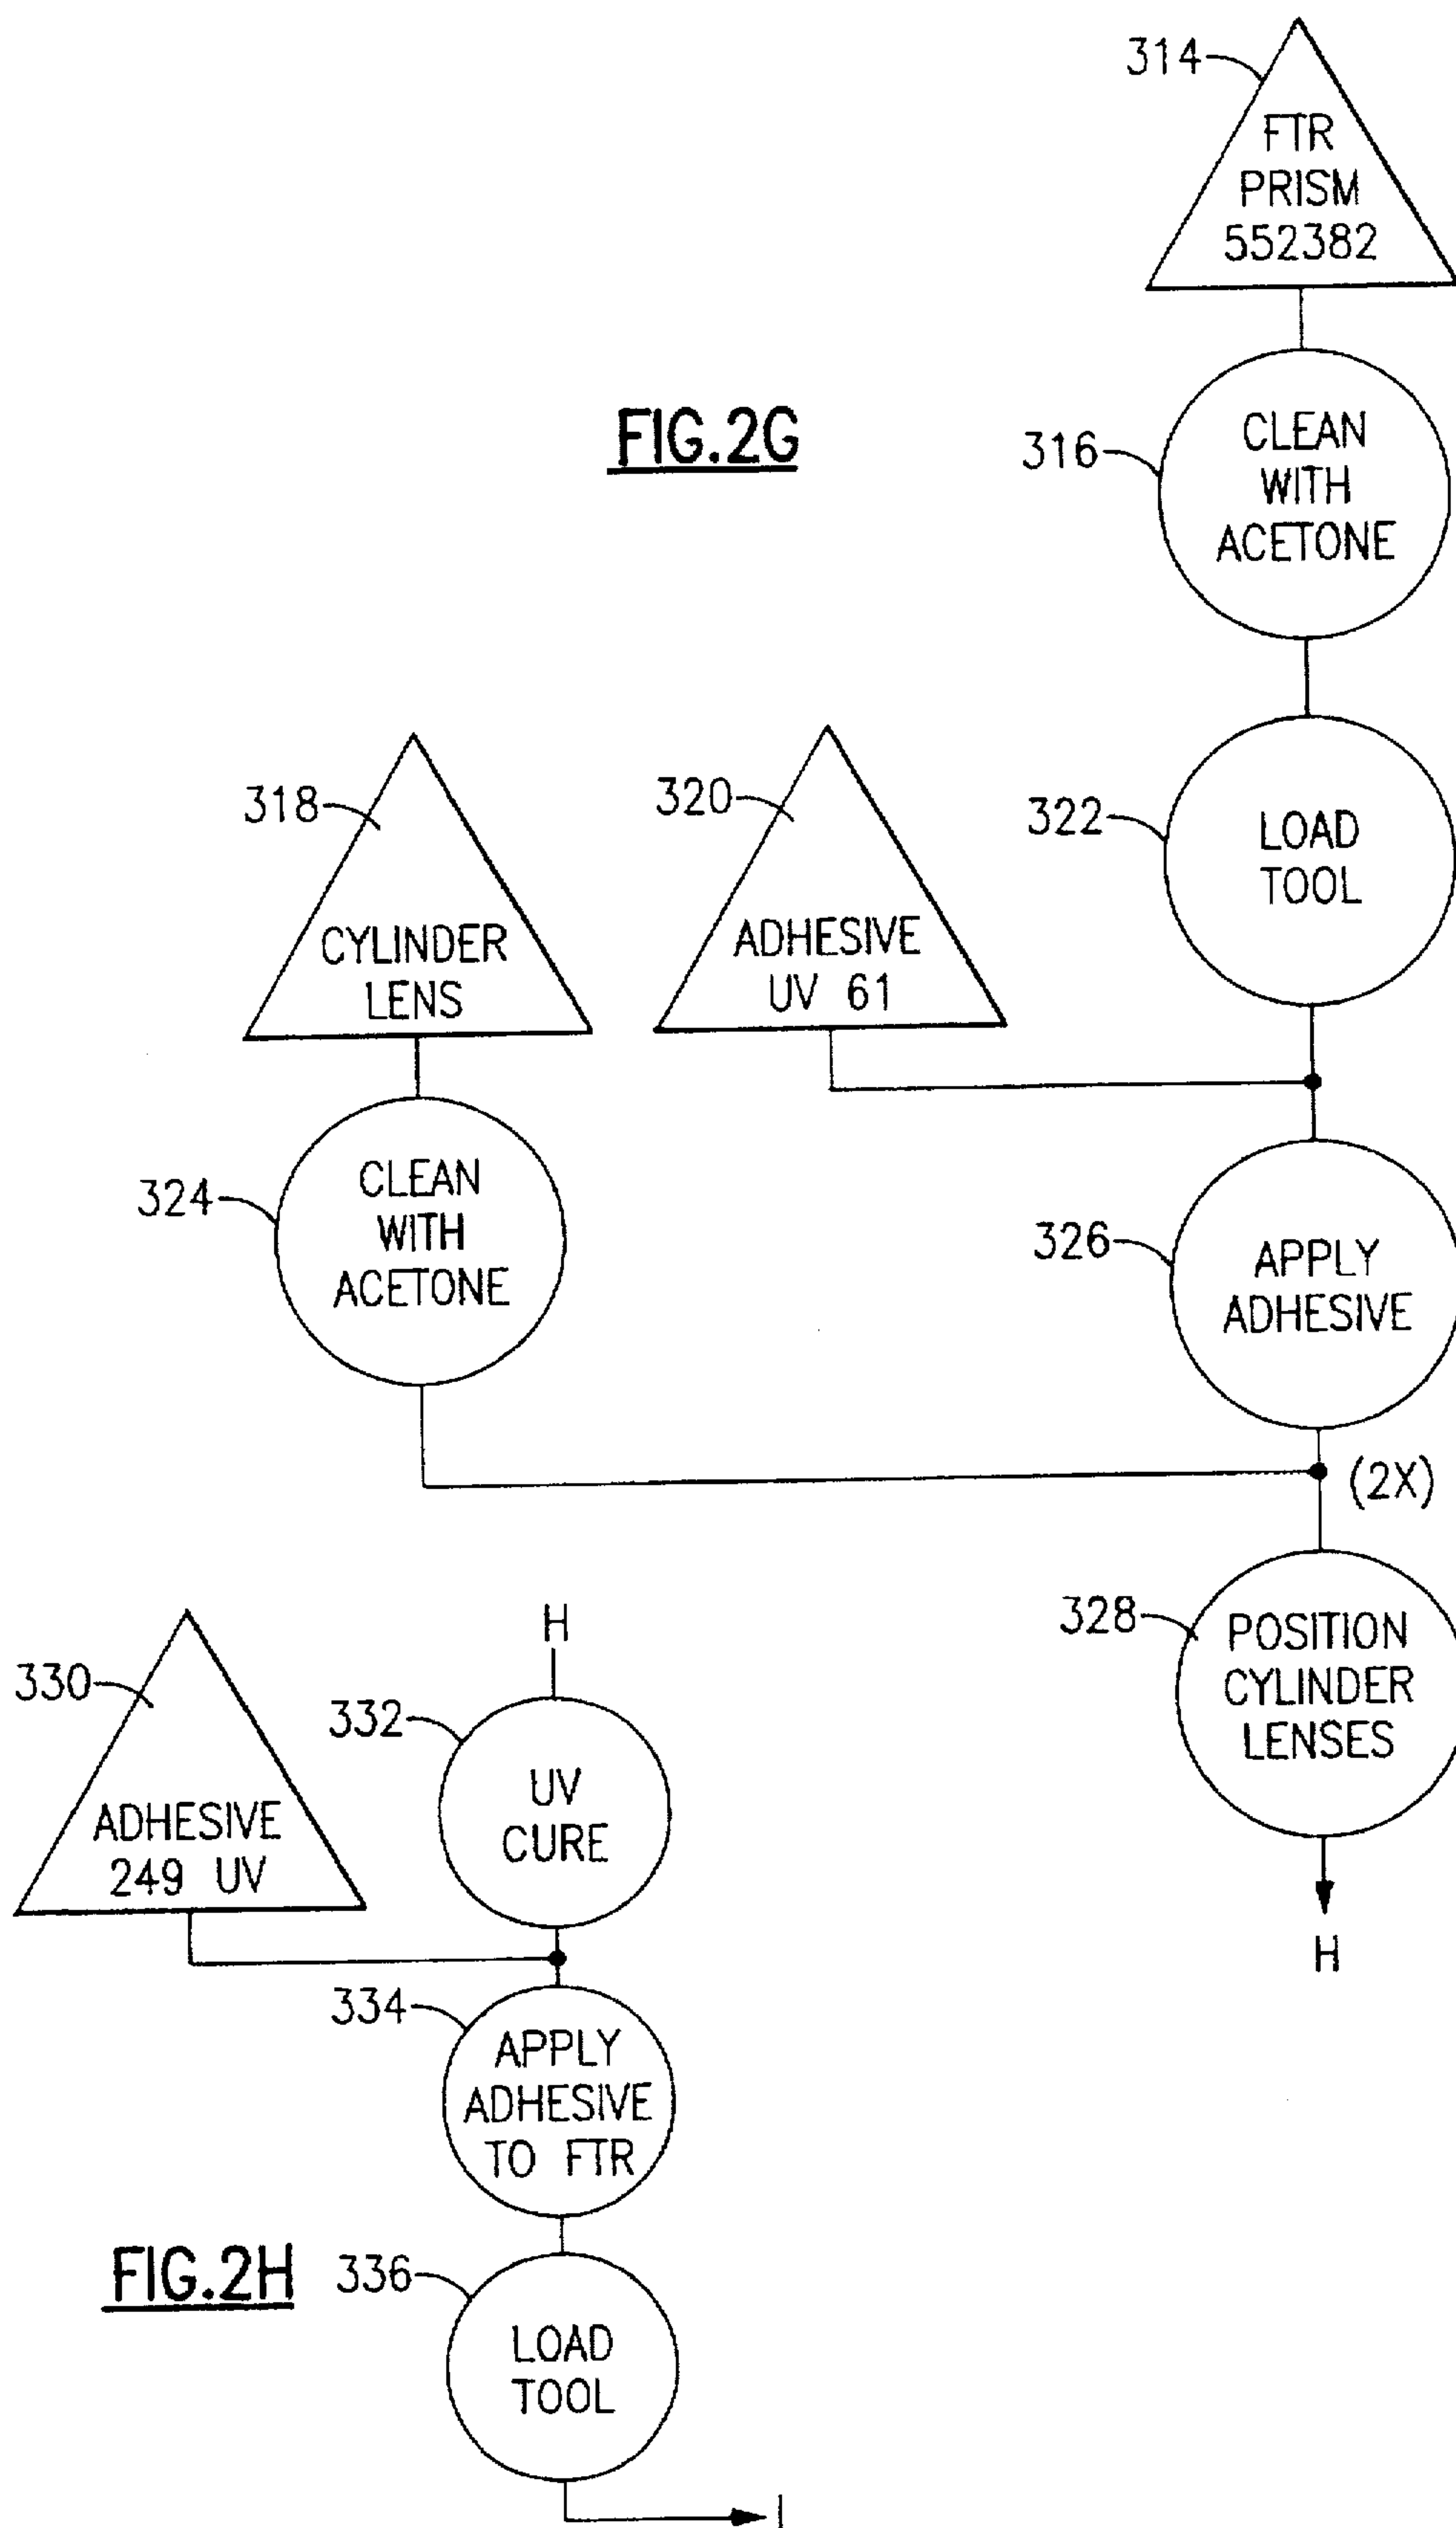 314
FTR
PRISM
552382
FIG.2G
316
CLEAN
WITH
ACETONE
318
CYLINDER
LENS
320
ADHESIVE
UV 61
322
LOAD
TOOL
324
CLEAN
WITH
ACETONE
326
APPLY
ADHESIVE
(2X)
328
POSITION
CYLINDER
LENSES
H
330
ADHESIVE
249 UV
H
332
UV
CURE
334
APPLY
ADHESIVE
TO FTR
FIG.2H
336
LOAD
TOOL
I